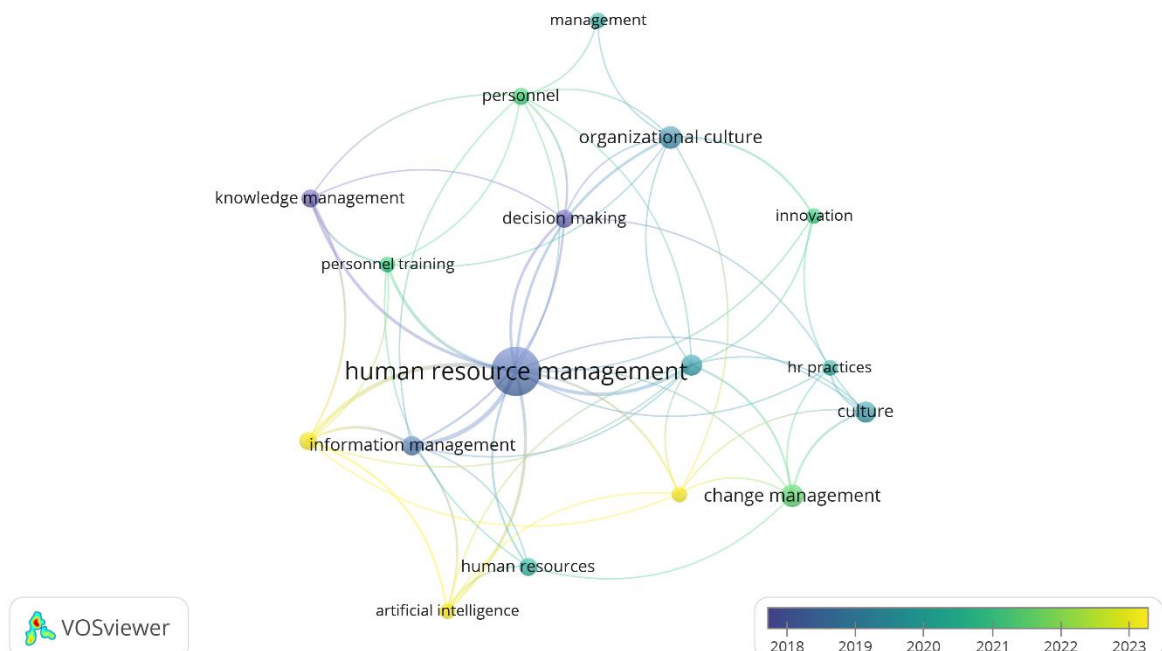 management
personnel
organizational culture
knowledge management
decision making
innovation
personnel training
human resource management
hr practices
culture
information management
change management
human resources
artificial intelligence
VOSviewer
2018 2019 2020 2021 2022 2023